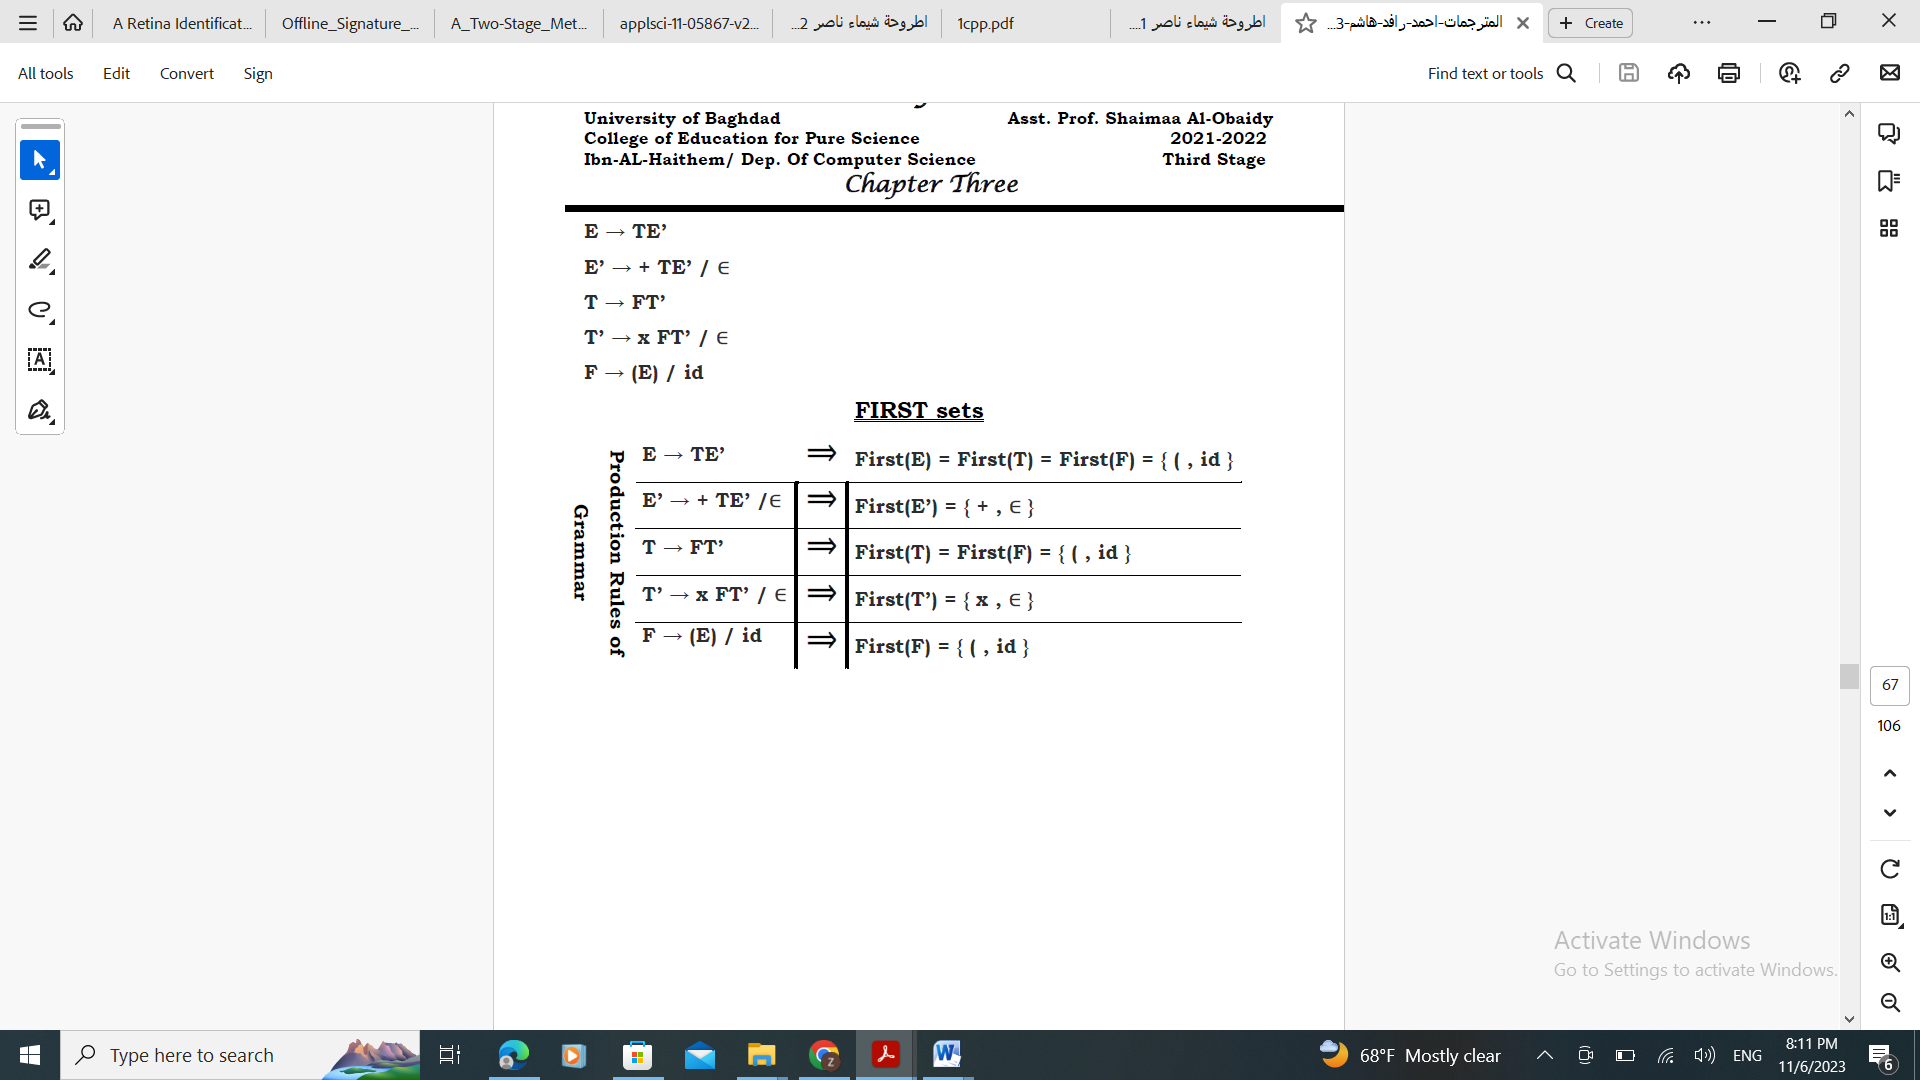 A Retina Identificat...
Offline_Signature_...
A_Two-Stage_Met...
applsci-11-05867-v2...
اطروحة شيماء ناصر 2...
1cpp.pdf
اطروحة شيماء ناصر 1....
المترجمات-احمد-رافد-هاشم-3...
+ Create
All tools
Edit
Convert
Sign
Find text or tools
University of Baghdad Asst. Prof. Shaimaa Al-Obaidy
College of Education for Pure Science 2021-2022
Ibn-AL-Haithem/ Dep. Of Computer Science Third Stage
Chapter Three
E → TE’
E’ → + TE’ / ∈
T → FT’
T’ → x FT’ / ∈
F → (E) / id
FIRST sets
Production Rules of
Grammar
E → TE’ ⇒ First(E) = First(T) = First(F) = { ( , id }
E’ → + TE’ /∈ ⇒ First(E’) = { + , ∈ }
T → FT’ ⇒ First(T) = First(F) = { ( , id }
T’ → x FT’ / ∈ ⇒ First(T’) = { x , ∈ }
F → (E) / id ⇒ First(F) = { ( , id }
67
106
1:1
Activate Windows
Go to Settings to activate Windows.
Type here to search
68°F Mostly clear
ENG
8:11 PM
11/6/2023
6